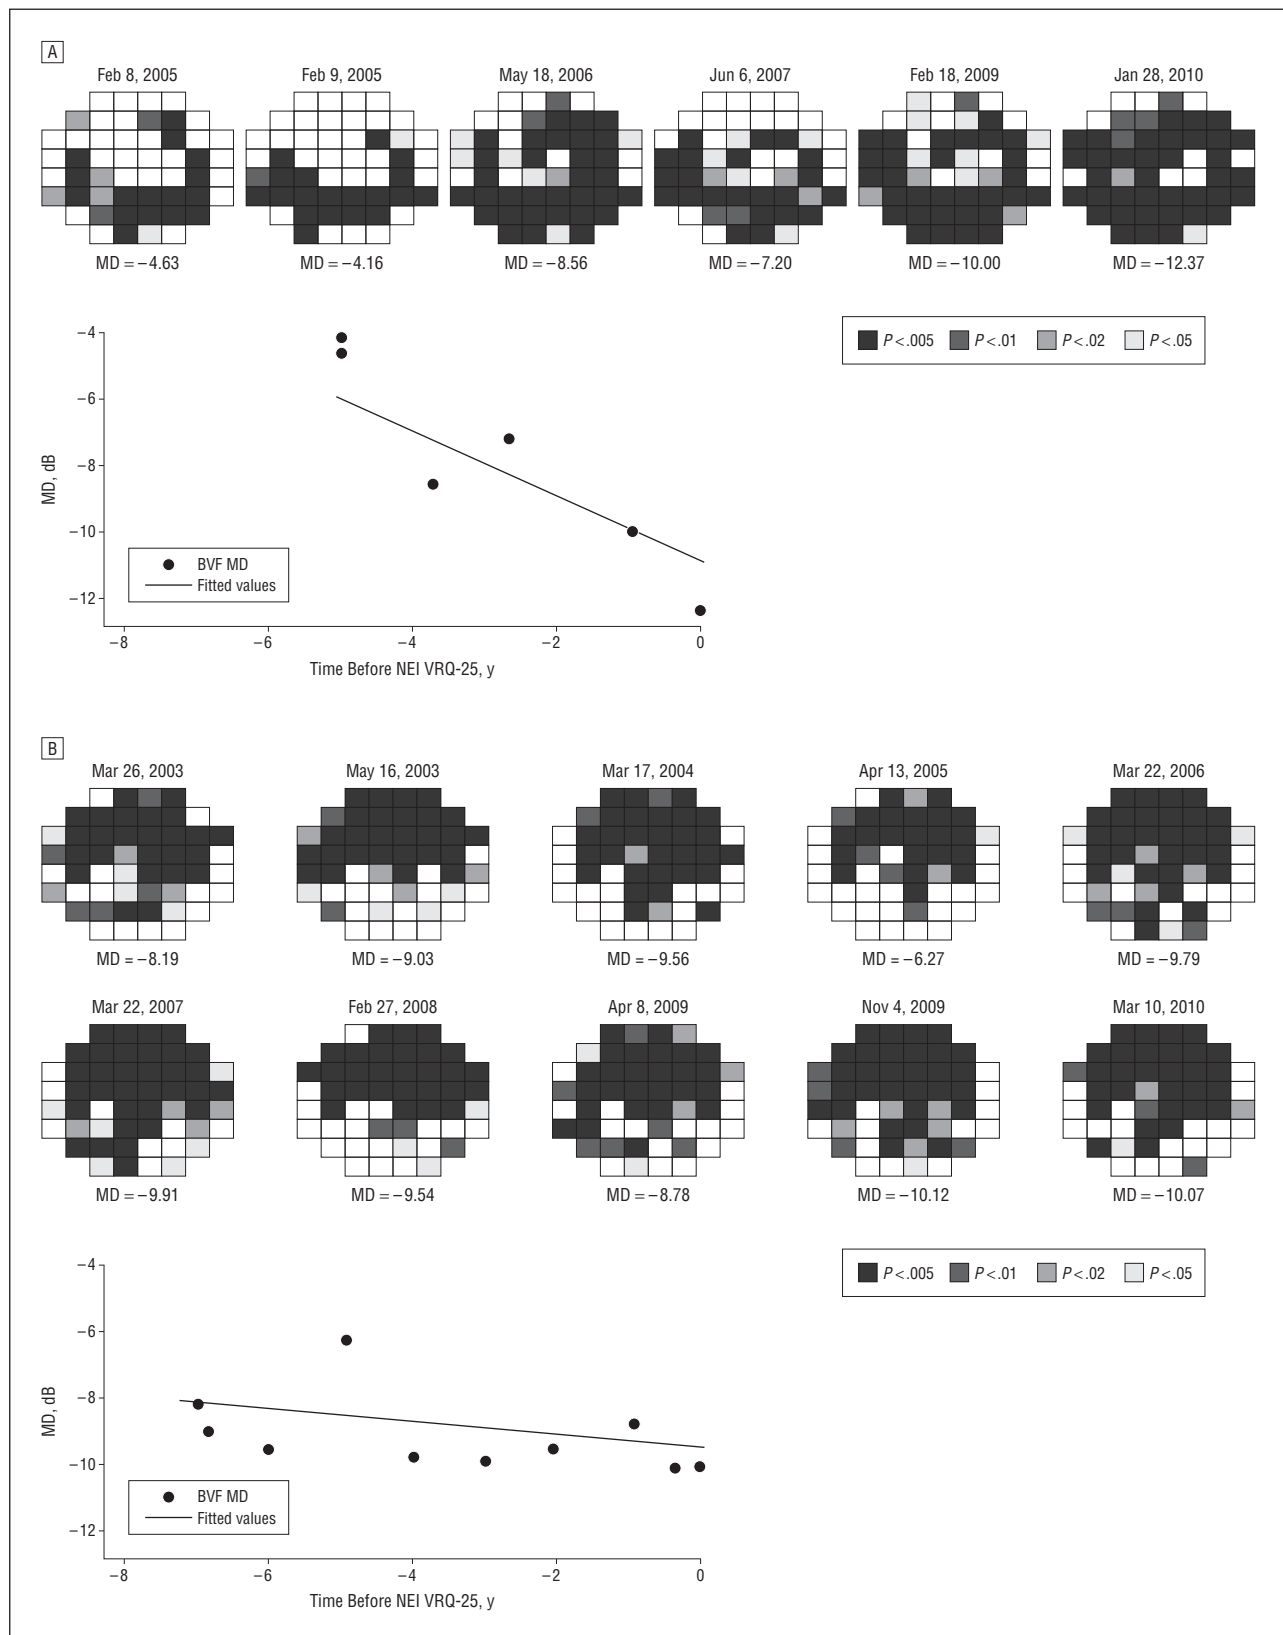 A
Feb 8, 2005 Feb 9, 2005 May 18, 2006 Jun 6, 2007 Feb 18, 2009 Jan 28, 2010
MD = −4.63 MD = −4.16 MD = −8.56 MD = −7.20 MD = −10.00 MD = −12.37
P<.005 P<.01 P<.02 P<.05
−4
−6
−8
−10
−12
MD, dB
BVF MD
Fitted values
−8 −6 −4 −2 0
Time Before NEI VRQ-25, y
B
Mar 26, 2003 May 16, 2003 Mar 17, 2004 Apr 13, 2005 Mar 22, 2006
MD = −8.19 MD = −9.03 MD = −9.56 MD = −6.27 MD = −9.79
Mar 22, 2007 Feb 27, 2008 Apr 8, 2009 Nov 4, 2009 Mar 10, 2010
MD = −9.91 MD = −9.54 MD = −8.78 MD = −10.12 MD = −10.07
P<.005 P<.01 P<.02 P<.05
−4
−6
−8
−10
−12
MD, dB
BVF MD
Fitted values
−8 −6 −4 −2 0
Time Before NEI VRQ-25, y